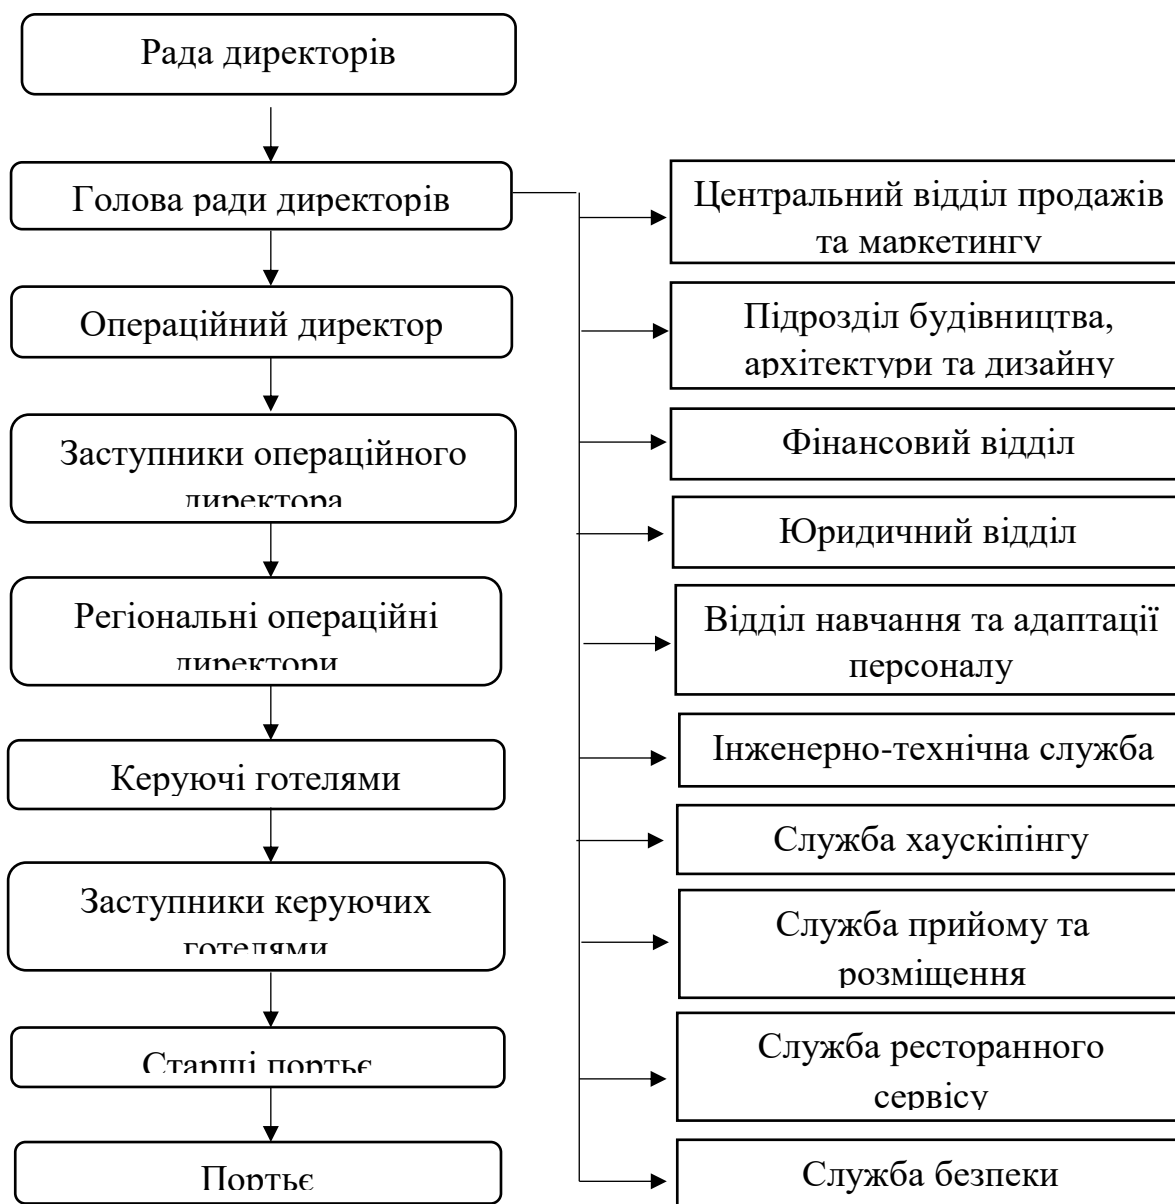 Рада директорів
Голова ради директорів
Операційний директор
Заступники операційного
директора
Регіональні операційні
директори
Керуючі готелями
Заступники керуючих
готелями
Старші портьє
Портьє
Центральний відділ продажів
та маркетингу
Підрозділ будівництва,
архітектури та дизайну
Фінансовий відділ
Юридичний відділ
Відділ навчання та адаптації
персоналу
Інженерно-технічна служба
Служба хаускіпінгу
Служба прийому та
розміщення
Служба ресторанного
сервісу
Служба безпеки